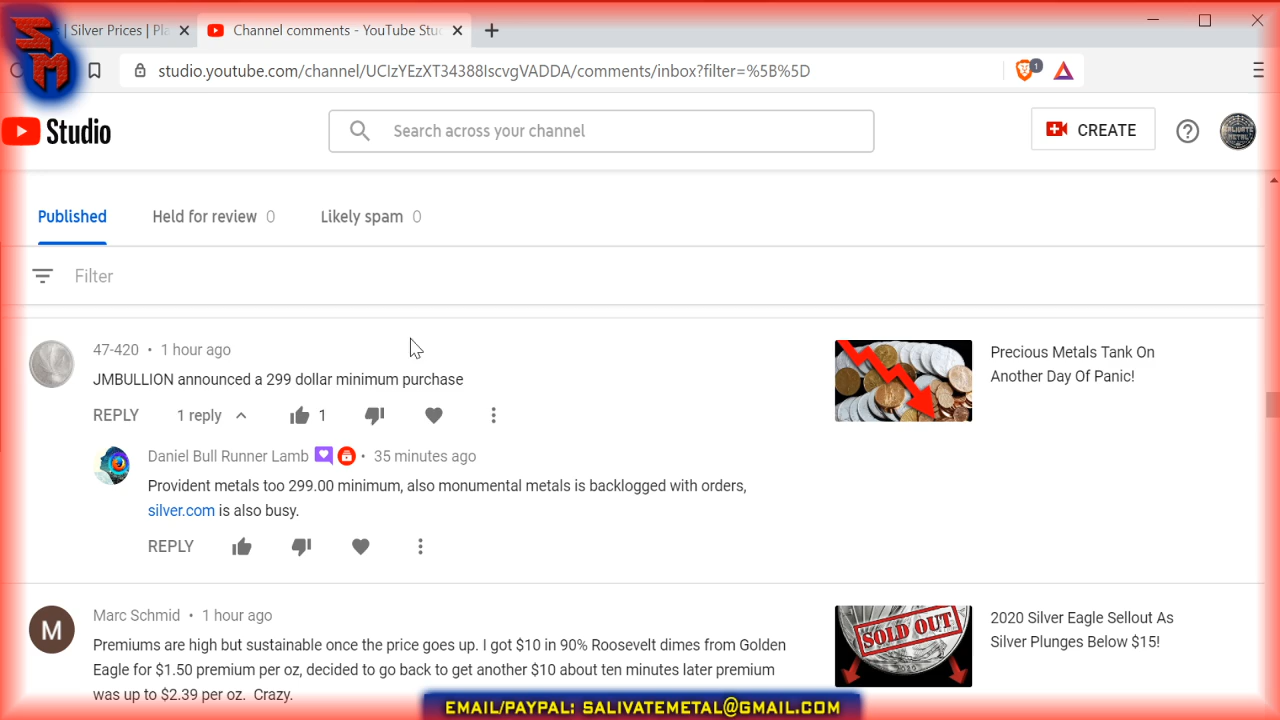 SM
| Silver Prices | Pla
Channel comments - YouTube Stud
studio.youtube.com/channel/UCIzYEzXT34388IscvgVADDA/comments/inbox?filter=%5B%5D
1
Studio
Search across your channel
CREATE
Published
Held for review 0
Likely spam 0
Filter
47-420 • 1 hour ago
JMBULLION announced a 299 dollar minimum purchase
REPLY 1 reply 1
Precious Metals Tank On
Another Day Of Panic!
Daniel Bull Runner Lamb • 35 minutes ago
Provident metals too 299.00 minimum, also monumental metals is backlogged with orders,
silver.com is also busy.
REPLY
M
Marc Schmid • 1 hour ago
Premiums are high but sustainable once the price goes up. I got $10 in 90% Roosevelt dimes from Golden
Eagle for $1.50 premium per oz, decided to go back to get another $10 about ten minutes later premium
was up to $2.39 per oz. Crazy.
SOLD OUT
2020 Silver Eagle Sellout As
Silver Plunges Below $15!
EMAIL/PAYPAL: SALIVATEMETAL@GMAIL.COM